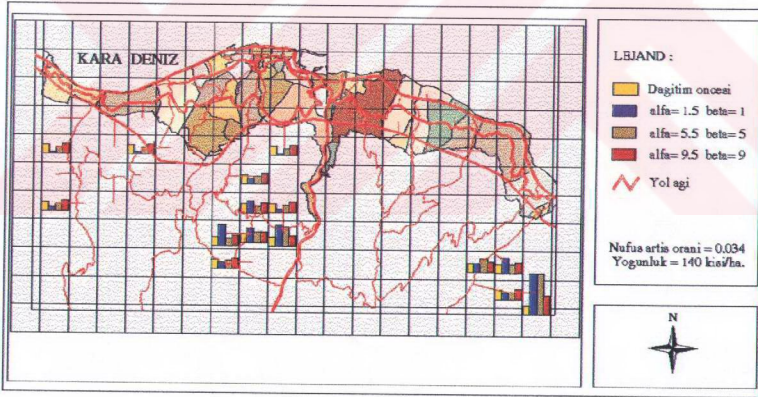 KARA DENIZ
LEJAND :
Dagitim oncesi
alfa= 1.5 beta= 1
alfa= 5.5 beta= 5
alfa= 9.5 beta= 9
Yol agi
Nufus artis orani = 0.034
Yogunluk = 140 kisi/ha.
N